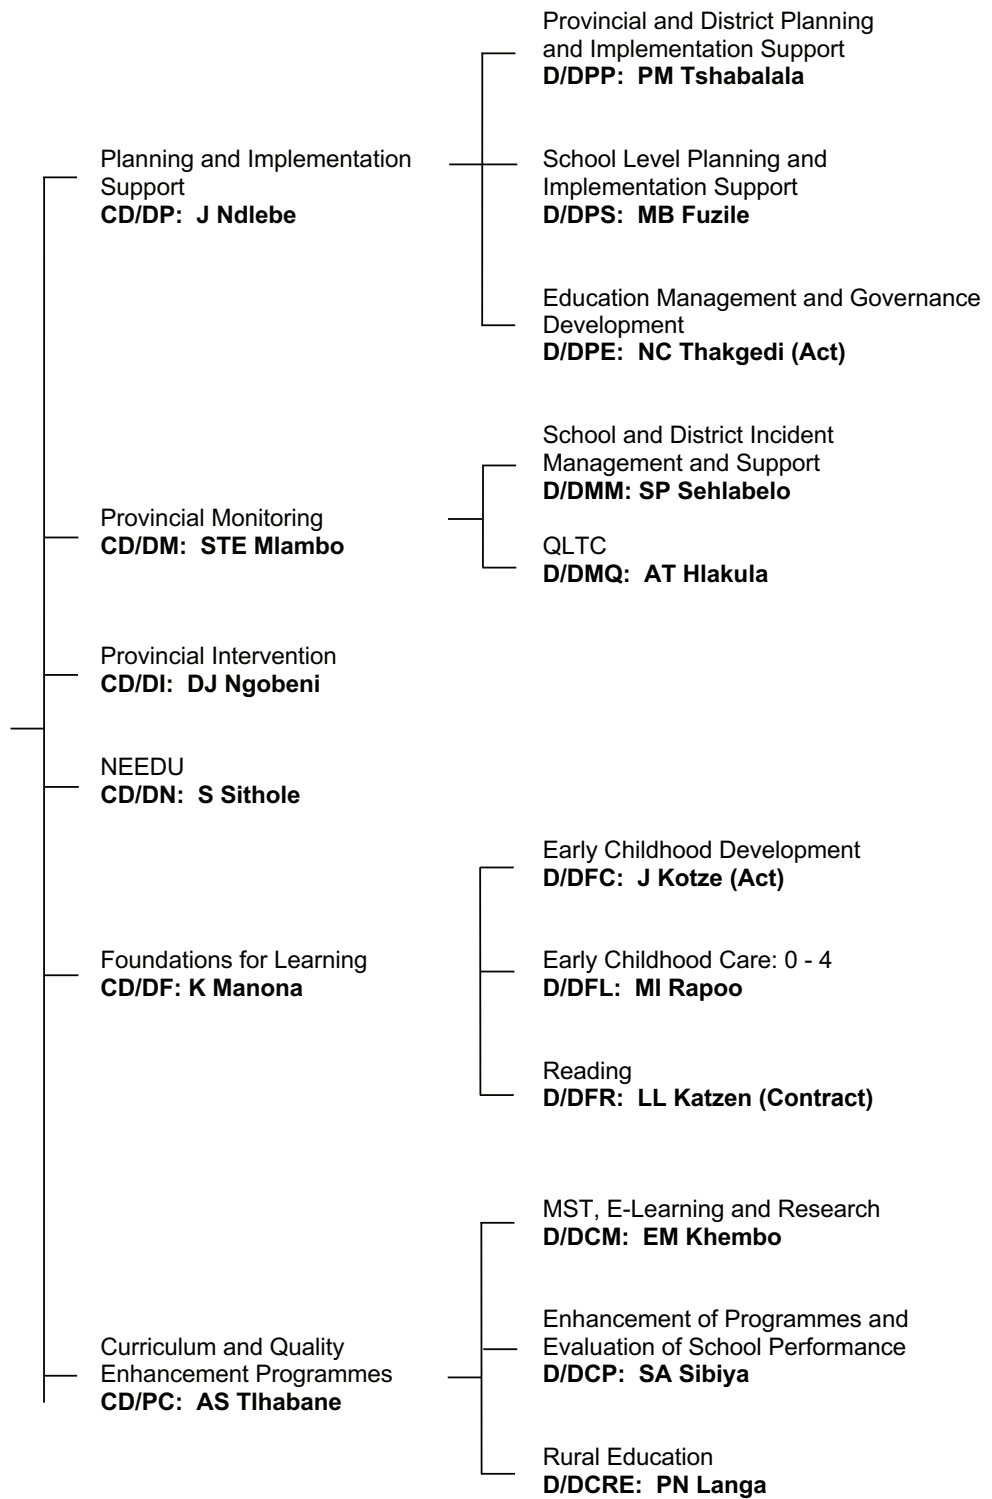 Provincial and District Planning
and Implementation Support
D/DPP: PM Tshabalala
Planning and Implementation
Support
CD/DP: J Ndlebe
School Level Planning and
Implementation Support
D/DPS: MB Fuzile
Education Management and Governance
Development
D/DPE: NC Thakgedi (Act)
Provincial Monitoring
CD/DM: STE Mlambo
School and District Incident
Management and Support
D/DMM: SP Sehlabelo
QLTC
D/DMQ: AT Hlakula
Provincial Intervention
CD/DI: DJ Ngobeni
NEEDU
CD/DN: S Sithole
Foundations for Learning
CD/DF: K Manona
Early Childhood Development
D/DFC: J Kotze (Act)
Early Childhood Care: 0 - 4
D/DFL: MI Rapoo
Reading
D/DFR: LL Katzen (Contract)
Curriculum and Quality
Enhancement Programmes
CD/PC: AS Tlhabane
MST, E-Learning and Research
D/DCM: EM Khembo
Enhancement of Programmes and
Evaluation of School Performance
D/DCP: SA Sibiya
Rural Education
D/DCRE: PN Langa